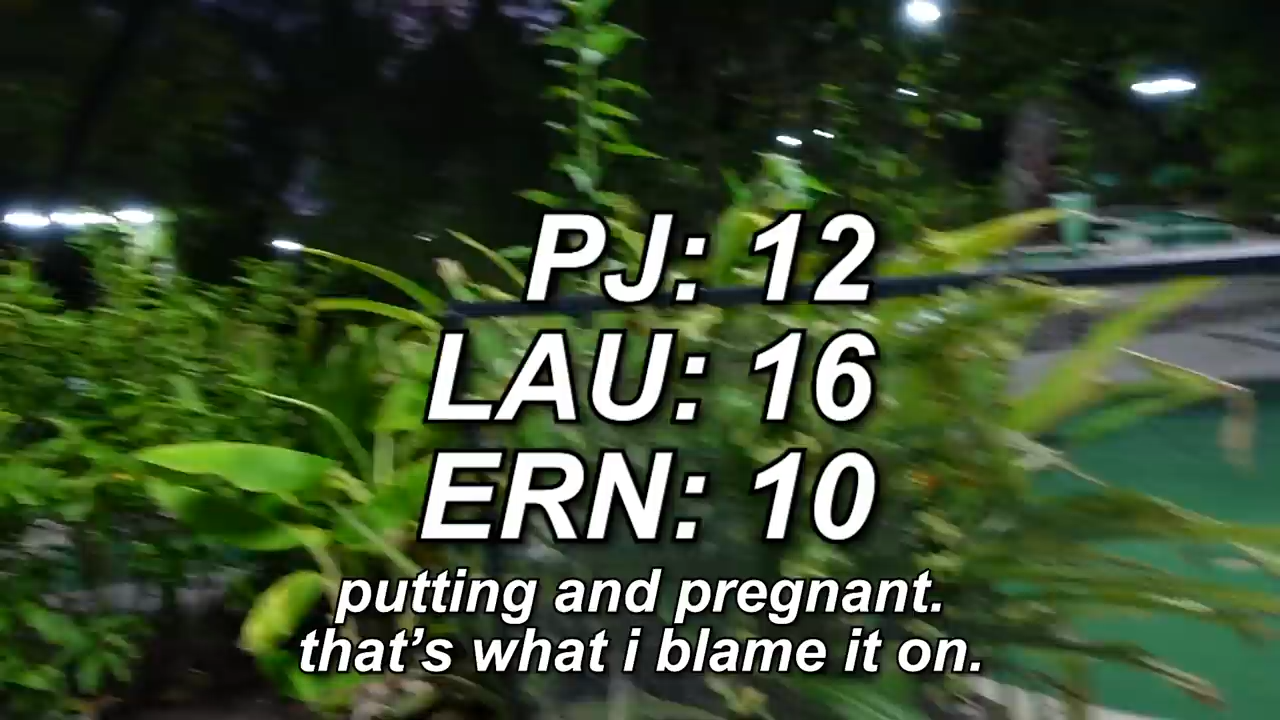 PJ: 12
LAU: 16
ERN: 10
putting and pregnant.
that's what i blame it on.